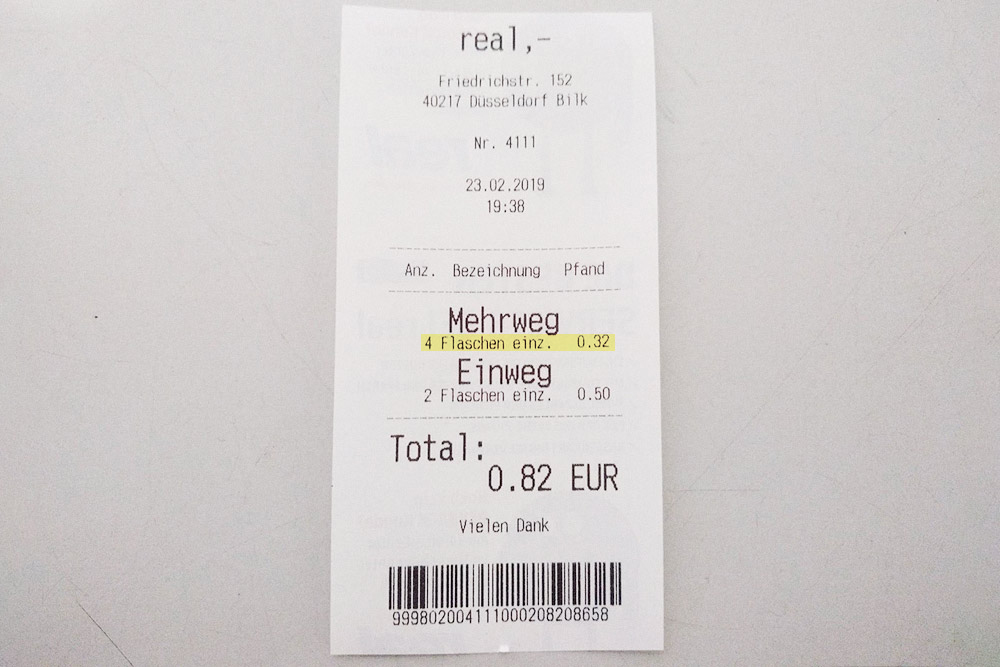 real,-
Friedrichstr. 152
40217 Düsseldorf Bilk
Nr. 4111
23.02.2019
19:38
Anz. Bezeichnung Pfand
Mehrweg
4 Flaschen einz. 0.32
Einweg
2 Flaschen einz. 0.50
Total:
0.82 EUR
Vielen Dank
9998020041110002082086​58